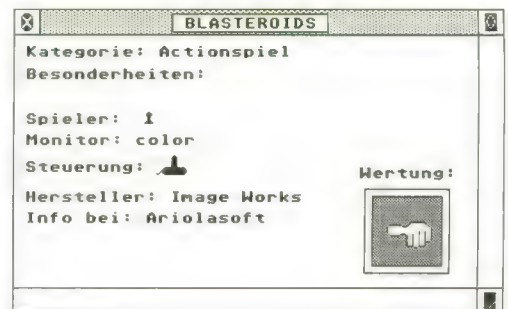 BLASTEROIDS
Kategorie: Actionspiel
Besonderheiten:
Spieler: 1
Monitor: color
Steuerung:
Wertung:
Hersteller: Image Works
Info bei: Ariolasoft